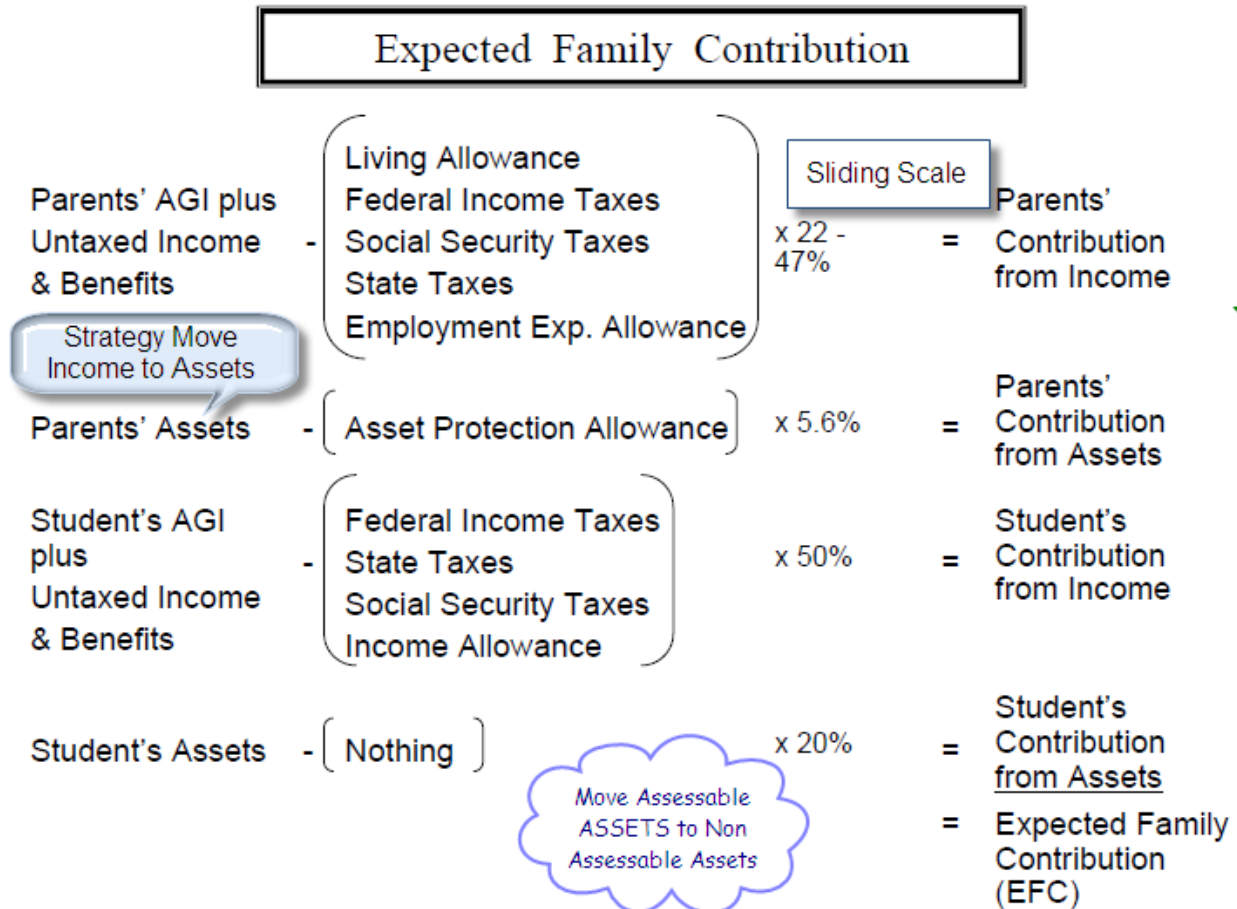 Expected Family Contribution
Parents' AGI plus
Untaxed Income
& Benefits
-
Living Allowance
Federal Income Taxes
Social Security Taxes
State Taxes
Employment Exp. Allowance
Sliding Scale
x 22 -
47%
=
Parents'
Contribution
from Income
Strategy Move
Income to Assets
Parents' Assets
-
Asset Protection Allowance
x 5.6%
=
Parents'
Contribution
from Assets
Student's AGI
plus
Untaxed Income
& Benefits
-
Federal Income Taxes
State Taxes
Social Security Taxes
Income Allowance
x 50%
=
Student's
Contribution
from Income
Student's Assets
-
Nothing
x 20%
=
Student's
Contribution
from Assets
Move Assessable
ASSETS to Non
Assessable Assets
=
Expected Family
Contribution
(EFC)